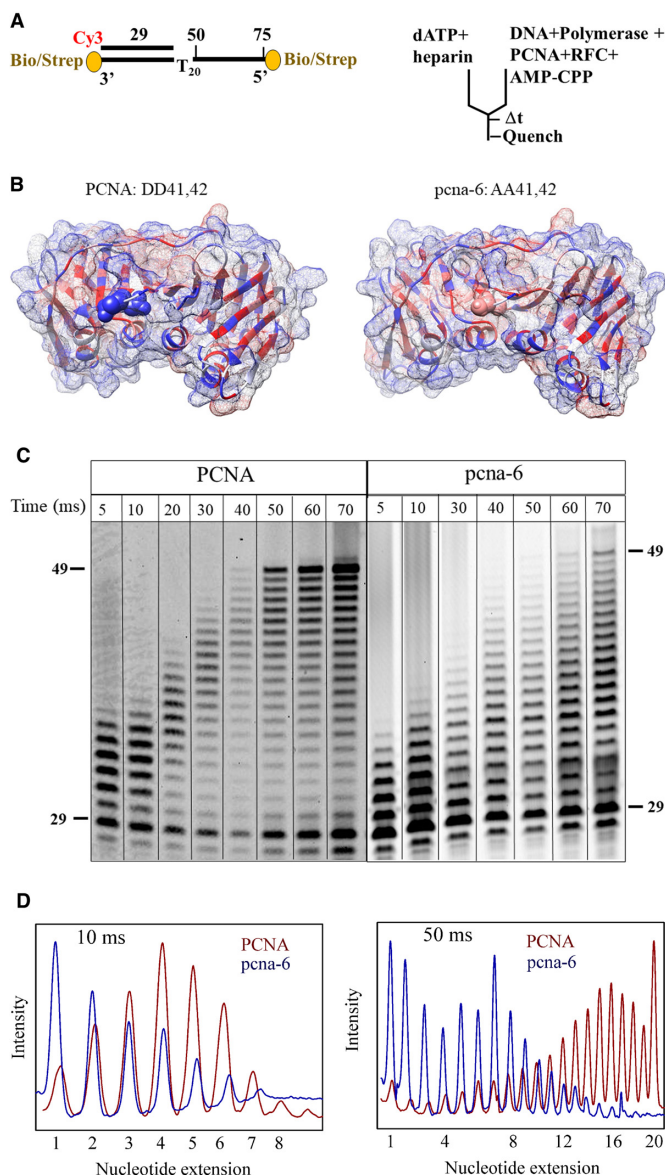 A
Cy3 29 50 75
Bio/Strep Bio/Strep
3’ T20 5’
dATP+
heparin
DNA+Polymerase +
PCNA+RFC+
AMP-CPP
Δt
Quench
B
PCNA: DD41,42 pcna-6: AA41,42
C
PCNA pcna-6
Time (ms) 5 10 20 30 40 50 60 70 5 10 30 40 50 60 70
49 49
29 29
D
10 ms
PCNA
pcna-6
Intensity
1 2 3 4 5 6 7 8
Nucleotide extension
50 ms
PCNA
pcna-6
Intensity
1 4 8 12 16 20
Nucleotide extension